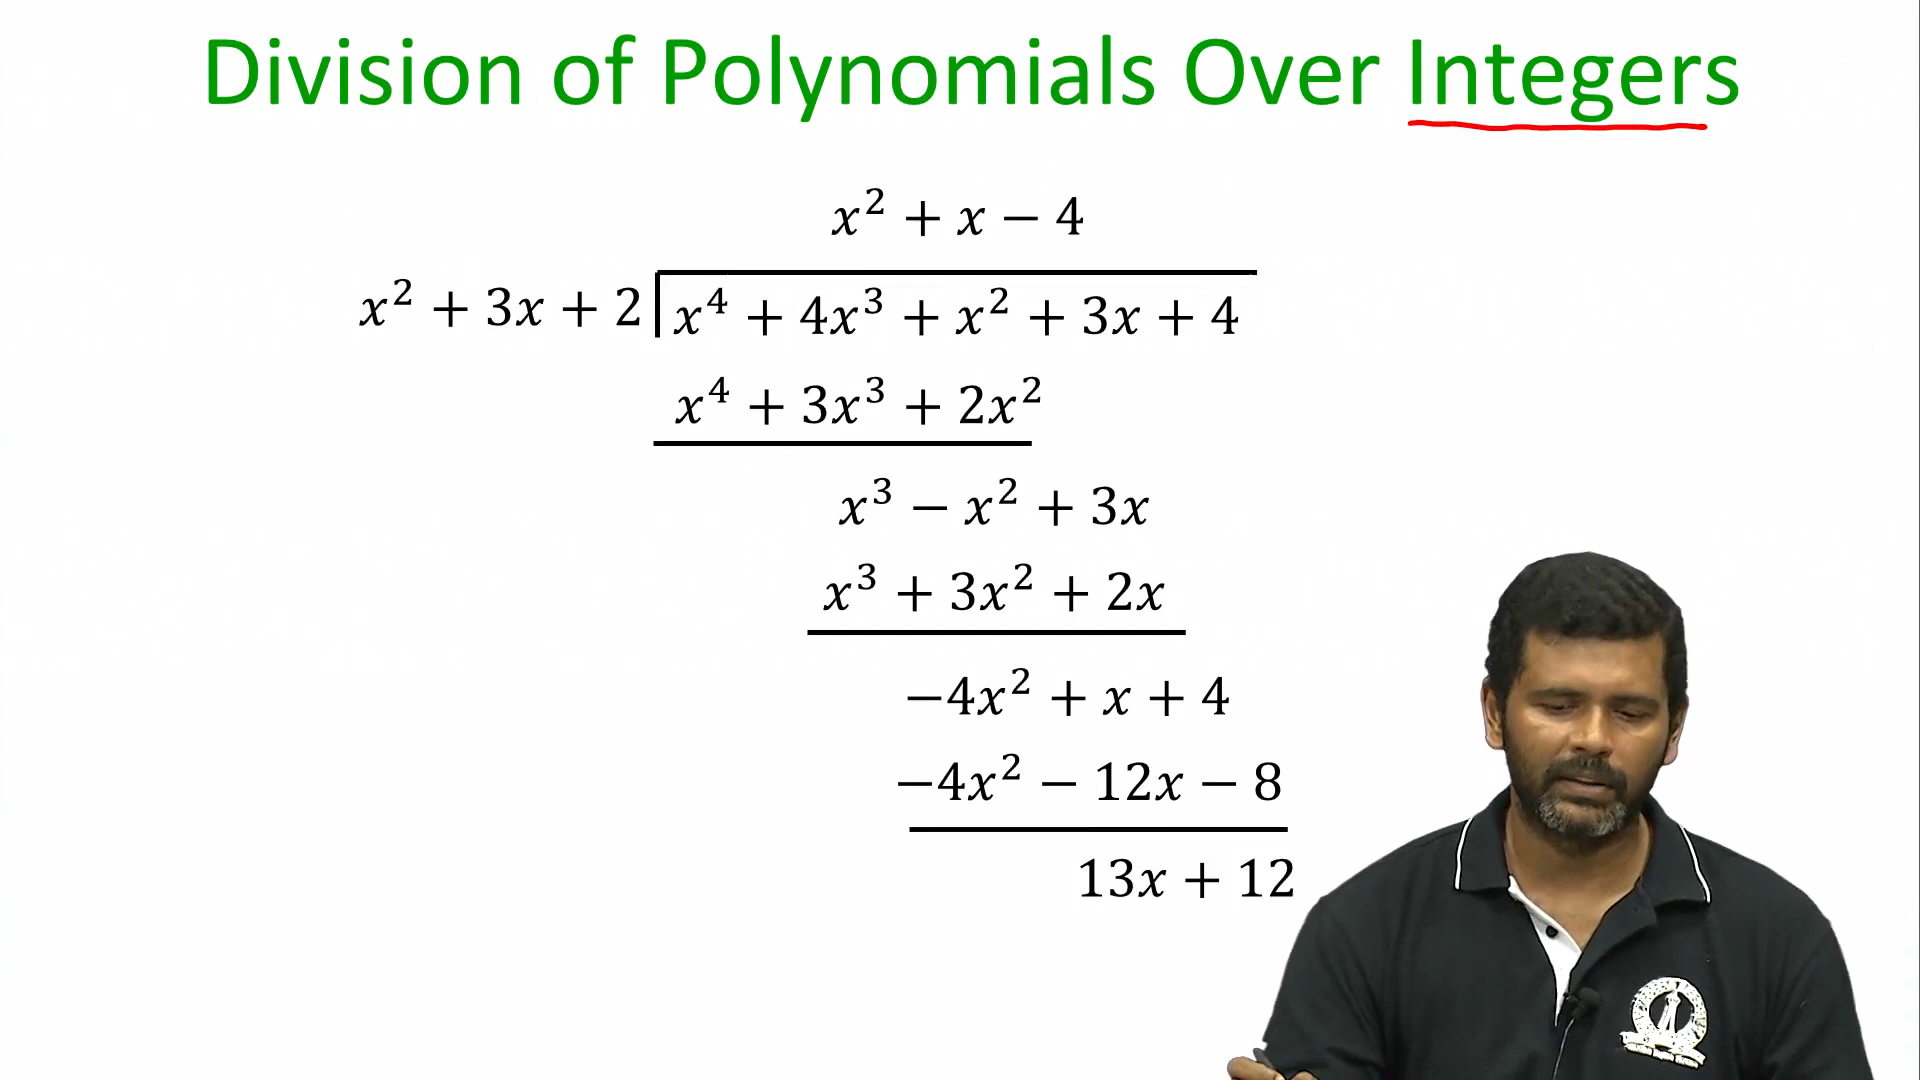 Division of Polynomials Over Integers
x² + x − 4
x² + 3x + 2 x⁴ + 4x³ + x² + 3x + 4
x⁴ + 3x³ + 2x²
x³ − x² + 3x
x³ + 3x² + 2x
−4x² + x + 4
−4x² − 12x − 8
13x + 12